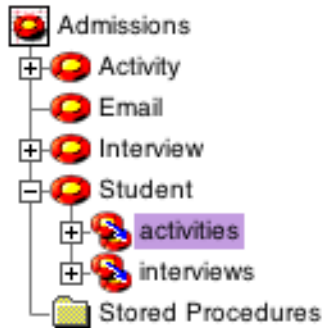 Admissions
Activity
Email
Interview
Student
activities
interviews
Stored Procedures